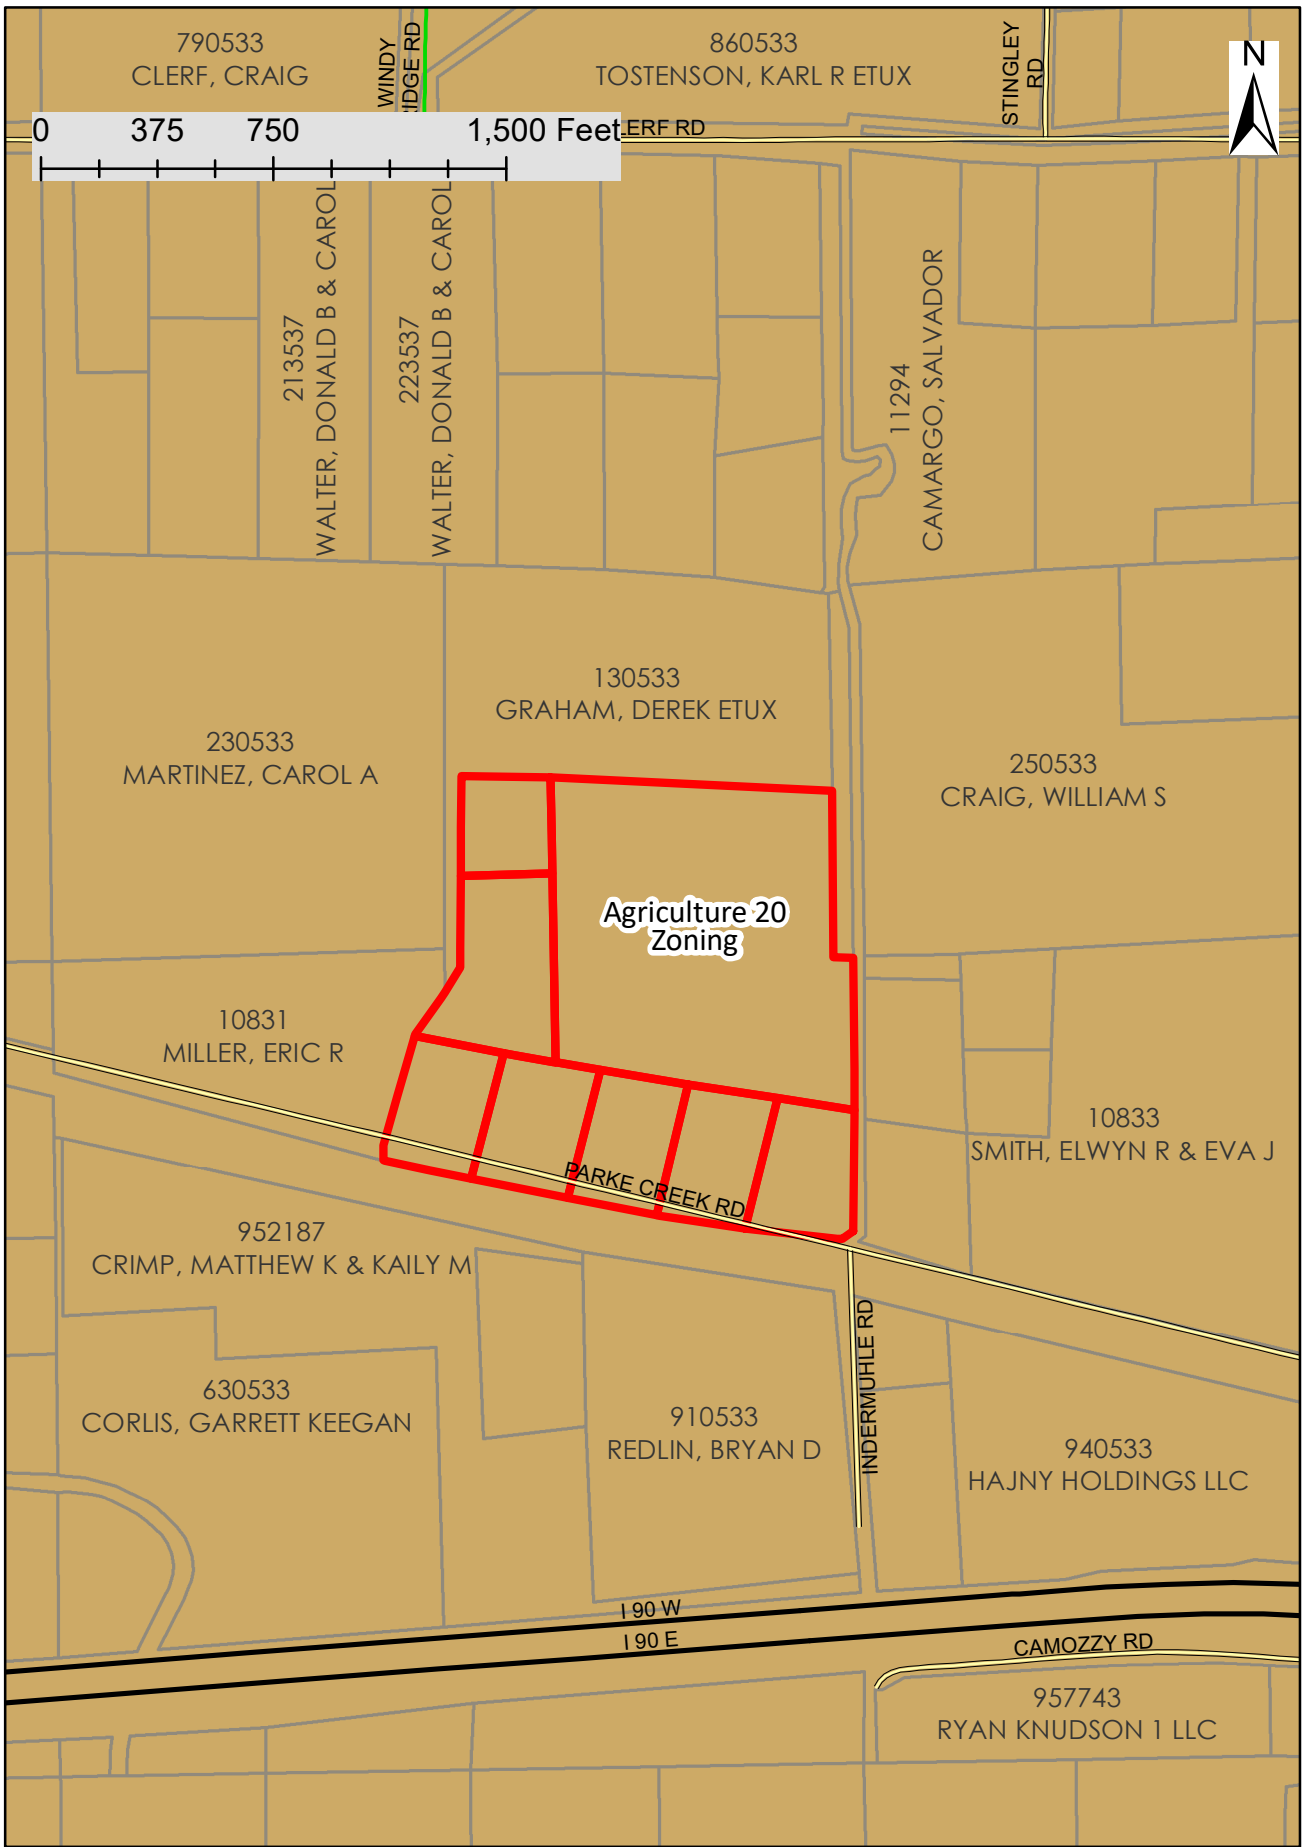 790533
CLERF, CRAIG
WINDY
IDGE RD
860533
TOSTENSON, KARL R ETUX
STINGLEY
RD
N
0 375 750 1,500 Feet
LERF RD
213537
WALTER, DONALD B & CAROL
223537
WALTER, DONALD B & CAROL
11294
CAMARGO, SALVADOR
130533
GRAHAM, DEREK ETUX
230533
MARTINEZ, CAROL A
250533
CRAIG, WILLIAM S
Agriculture 20
Zoning
10831
MILLER, ERIC R
10833
SMITH, ELWYN R & EVA J
PARKE CREEK RD
952187
CRIMP, MATTHEW K & KAILY M
INDERMUHLE RD
630533
CORLIS, GARRETT KEEGAN
910533
REDLIN, BRYAN D
940533
HAJNY HOLDINGS LLC
I 90 W
I 90 E
CAMOZZY RD
957743
RYAN KNUDSON 1 LLC